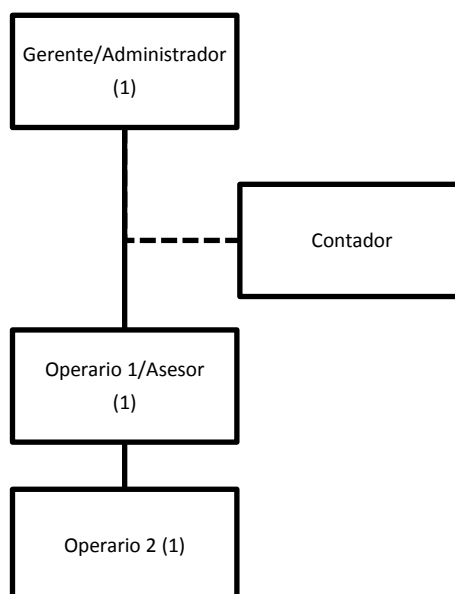 Gerente/Administrador
(1)
Contador
Operario 1/Asesor
(1)
Operario 2 (1)